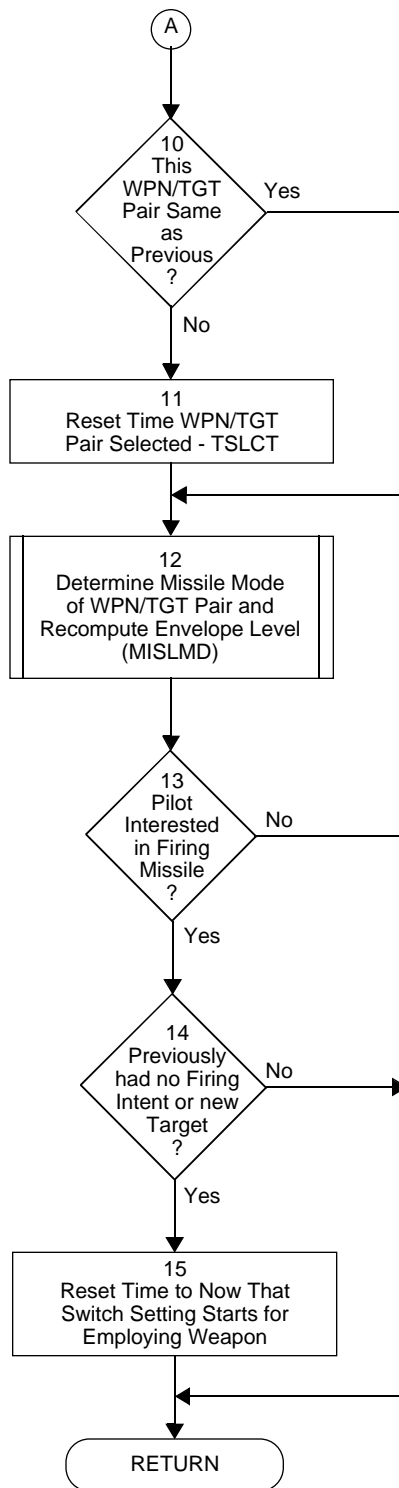 A
10
This
WPN/TGT
Pair Same
as
Previous
?
Yes
No
11
Reset Time WPN/TGT
Pair Selected - TSLCT
12
Determine Missile Mode
of WPN/TGT Pair and
Recompute Envelope Level
(MISLMD)
13
Pilot
Interested
in Firing
Missile
?
No
Yes
14
Previously
had no Firing
Intent or new
Target
?
No
Yes
15
Reset Time to Now That
Switch Setting Starts for
Employing Weapon
RETURN